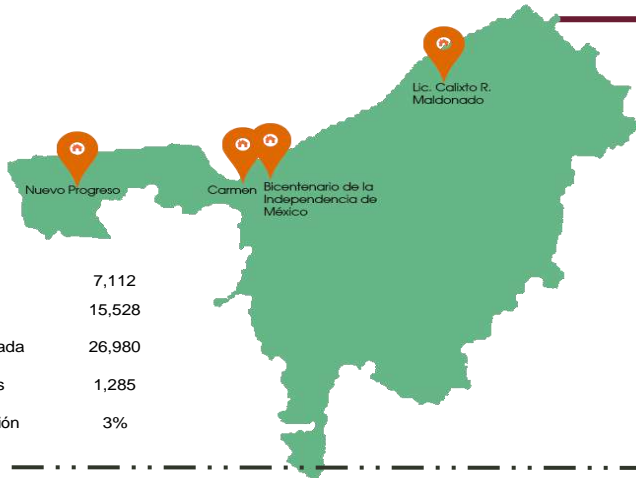 Lic. Calixto R.
Maldonado
Nuevo Progreso
Carmen
Bicentenario de la
Independencia de
México
7,112
15,528
ada 26,980
s 1,285
ión 3%